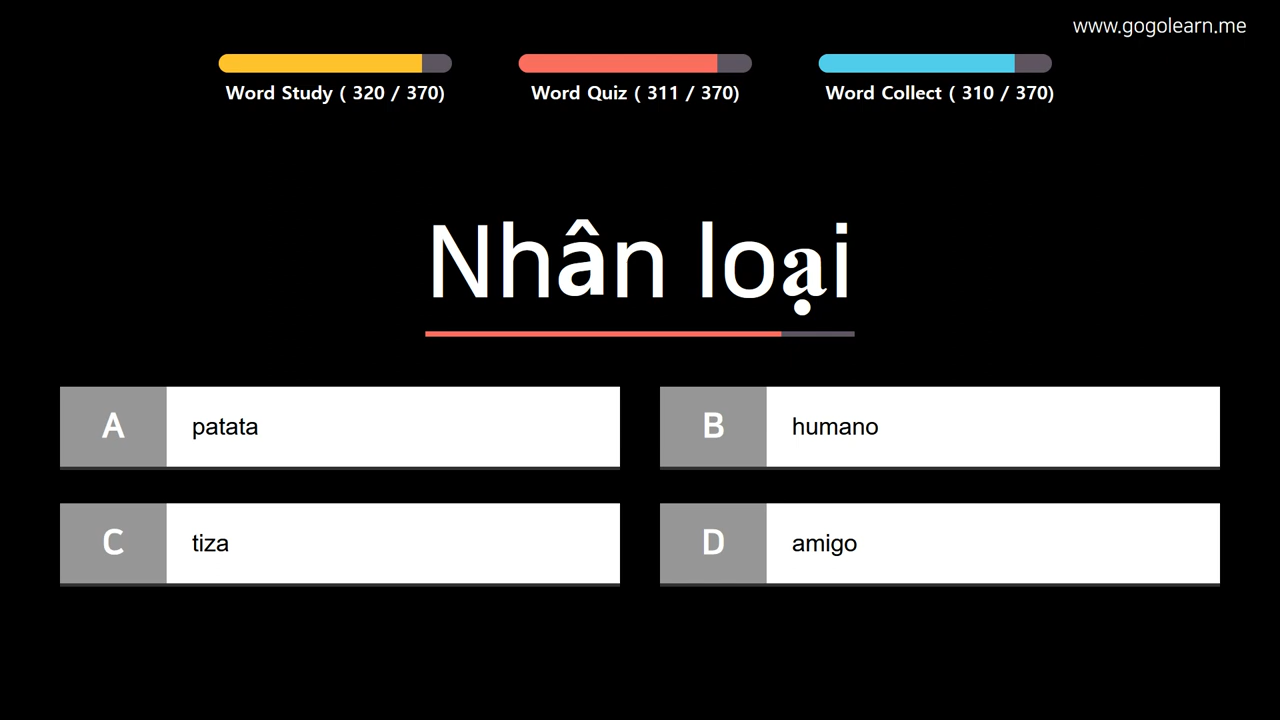 www.gogolearn.me
Word Study ( 320 / 370)
Word Quiz ( 311 / 370)
Word Collect ( 310 / 370)
Nhân loại
A patata
B humano
C tiza
D amigo